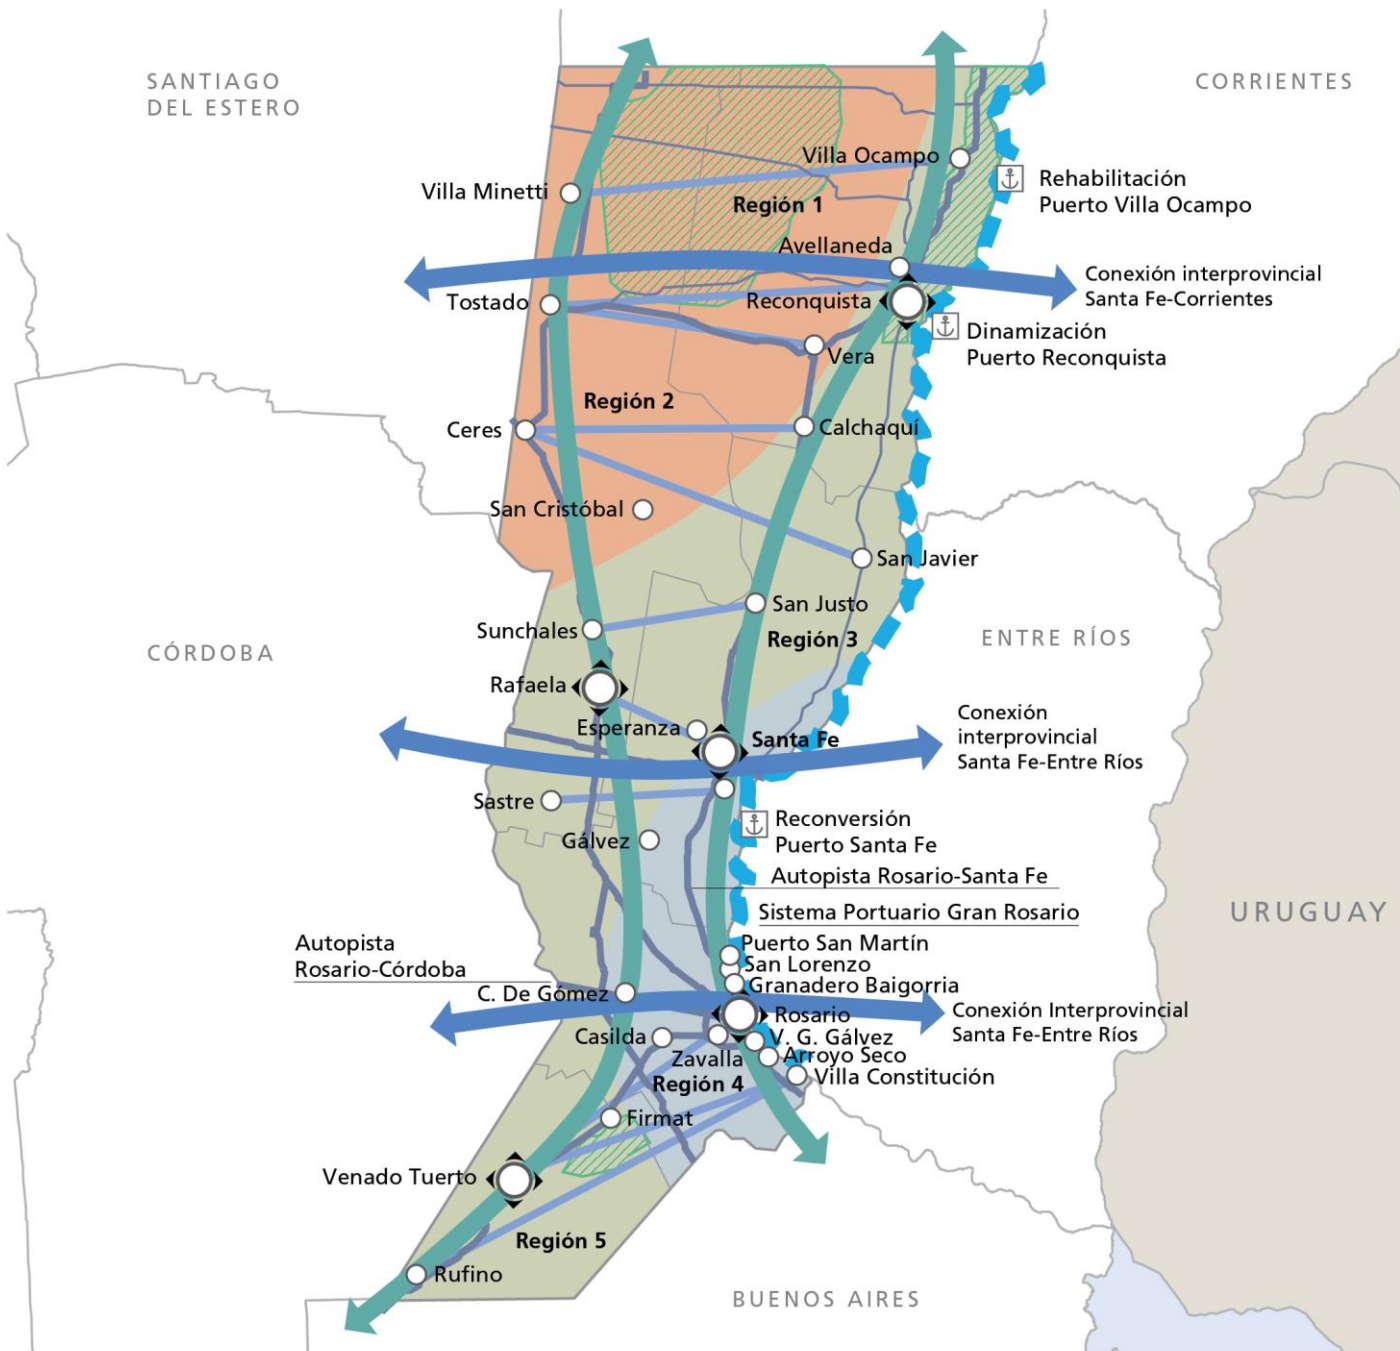 SANTIAGO
DEL ESTERO
CORRIENTES
Villa Ocampo
Villa Minetti
Rehabilitación
Puerto Villa Ocampo
Región 1
Avellaneda
Conexión interprovincial
Santa Fe-Corrientes
Tostado
Reconquista
Dinamización
Puerto Reconquista
Vera
Región 2
Ceres
Calchaquí
San Cristóbal
San Javier
San Justo
Sunchales
Región 3
ENTRE RÍOS
CÓRDOBA
Rafaela
Esperanza
Santa Fe
Conexión
interprovincial
Santa Fe-Entre Ríos
Sastre
Gálvez
Reconversión
Puerto Santa Fe
Autopista Rosario-Santa Fe
Sistema Portuario Gran Rosario
URUGUAY
Autopista
Rosario-Córdoba
Puerto San Martín
San Lorenzo
Granadero Baigorria
C. De Gómez
Rosario
Conexión Interprovincial
Santa Fe-Entre Ríos
Casilda
V. G. Gálvez
Zavalla
Arroyo Seco
Región 4
Villa Constitución
Firmat
Venado Tuerto
Región 5
Rufino
BUENOS AIRES